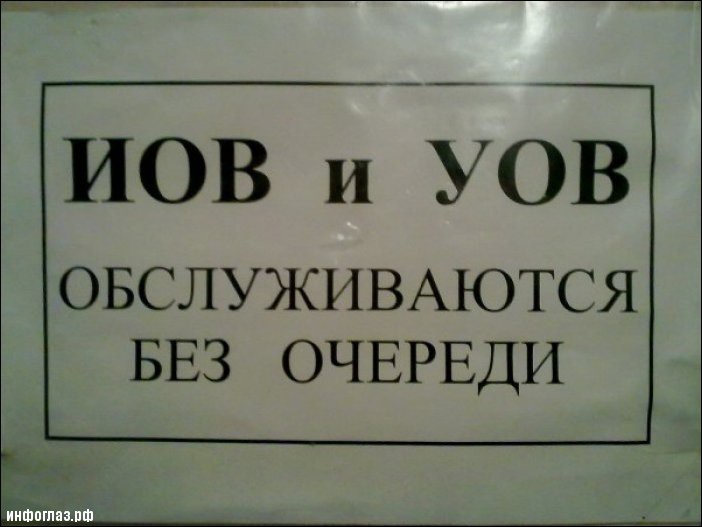 ИОВ и УОВ
ОБСЛУЖИВАЮТСЯ
БЕЗ ОЧЕРЕДИ
инфоглаз.рф